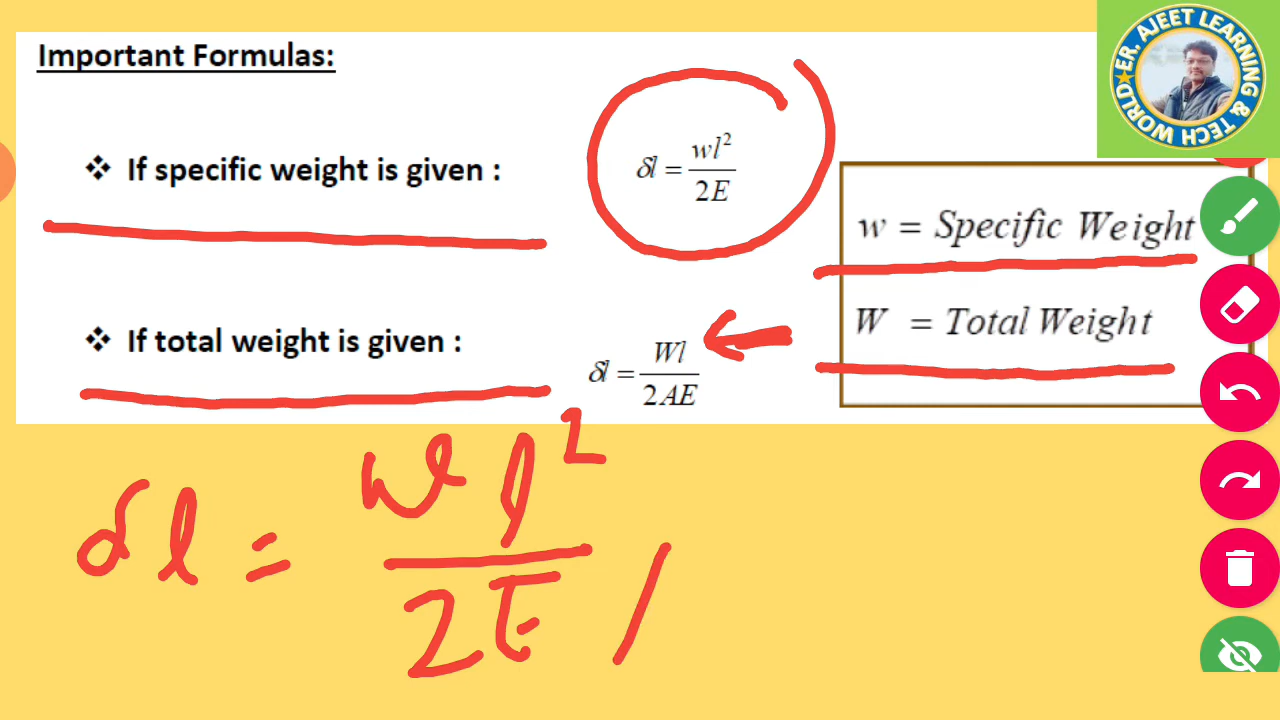 Important Formulas:
❖ If specific weight is given :
δl = wl² / 2E
w = Specific Weight
W = Total Weight
❖ If total weight is given :
δl = Wl / 2AE
δl = wl² / 2E /
ER. AJEET LEARNING & TECH WORLD